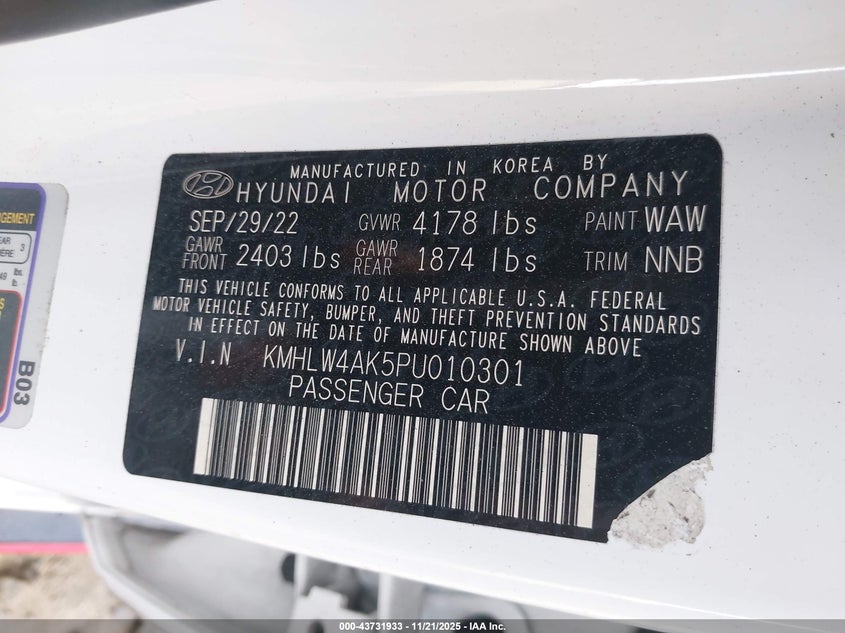 MANUFACTURED IN KOREA BY
HYUNDAI MOTOR COMPANY
SEP/29/22 GVWR 4178 lbs PAINT WAW
GAWR FRONT 2403 lbs GAWR REAR 1874 lbs TRIM NNB
THIS VEHICLE CONFORMS TO ALL APPLICABLE U.S.A. FEDERAL
MOTOR VEHICLE SAFETY, BUMPER, AND THEFT PREVENTION STANDARDS
IN EFFECT ON THE DATE OF MANUFACTURE SHOWN ABOVE
V.I.N KMHLW4AK5PU010301
PASSENGER CAR
3
lbs.
B03
000-43731933 - 11/21/2025 - IAA Inc.